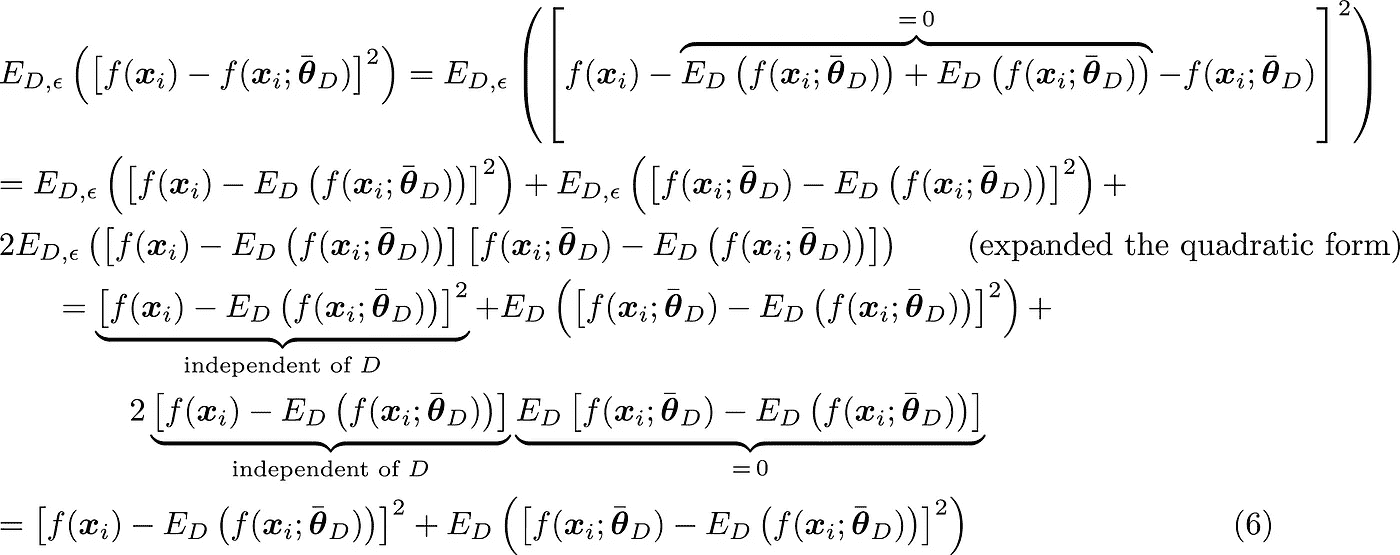 $E_{D,\epsilon}\left(\left[f(\boldsymbol{x}_i) - f(\boldsymbol{x}_i; \bar{\boldsymbol{\theta}}_D)\right]^2\right) = E_{D,\epsilon}\left(\left[f(\boldsymbol{x}_i) - \overbrace{E_D\left(f(\boldsymbol{x}_i; \bar{\boldsymbol{\theta}}_D)\right) + E_D\left(f(\boldsymbol{x}_i; \bar{\boldsymbol{\theta}}_D)\right)}^{=0} - f(\boldsymbol{x}_i; \bar{\boldsymbol{\theta}}_D)\right]^2\right)$
$= E_{D,\epsilon}\left(\left[f(\boldsymbol{x}_i) - E_D\left(f(\boldsymbol{x}_i; \bar{\boldsymbol{\theta}}_D)\right)\right]^2\right) + E_{D,\epsilon}\left(\left[f(\boldsymbol{x}_i; \bar{\boldsymbol{\theta}}_D) - E_D\left(f(\boldsymbol{x}_i; \bar{\boldsymbol{\theta}}_D)\right)\right]^2\right) +$
$2E_{D,\epsilon}\left(\left[f(\boldsymbol{x}_i) - E_D\left(f(\boldsymbol{x}_i; \bar{\boldsymbol{\theta}}_D)\right)\right]\left[f(\boldsymbol{x}_i; \bar{\boldsymbol{\theta}}_D) - E_D\left(f(\boldsymbol{x}_i; \bar{\boldsymbol{\theta}}_D)\right)\right]\right)$ (expanded the quadratic form)
$= \underbrace{\left[f(\boldsymbol{x}_i) - E_D\left(f(\boldsymbol{x}_i; \bar{\boldsymbol{\theta}}_D)\right)\right]^2}_{\text{independent of } D} + E_D\left(\left[f(\boldsymbol{x}_i; \bar{\boldsymbol{\theta}}_D) - E_D\left(f(\boldsymbol{x}_i; \bar{\boldsymbol{\theta}}_D)\right)\right]^2\right) +$
$2\underbrace{\left[f(\boldsymbol{x}_i) - E_D\left(f(\boldsymbol{x}_i; \bar{\boldsymbol{\theta}}_D)\right)\right]}_{\text{independent of } D}\underbrace{E_D\left[f(\boldsymbol{x}_i; \bar{\boldsymbol{\theta}}_D) - E_D\left(f(\boldsymbol{x}_i; \bar{\boldsymbol{\theta}}_D)\right)\right]}_{=0}$
$= \left[f(\boldsymbol{x}_i) - E_D\left(f(\boldsymbol{x}_i; \bar{\boldsymbol{\theta}}_D)\right)\right]^2 + E_D\left(\left[f(\boldsymbol{x}_i; \bar{\boldsymbol{\theta}}_D) - E_D\left(f(\boldsymbol{x}_i; \bar{\boldsymbol{\theta}}_D)\right)\right]^2\right)$ (6)